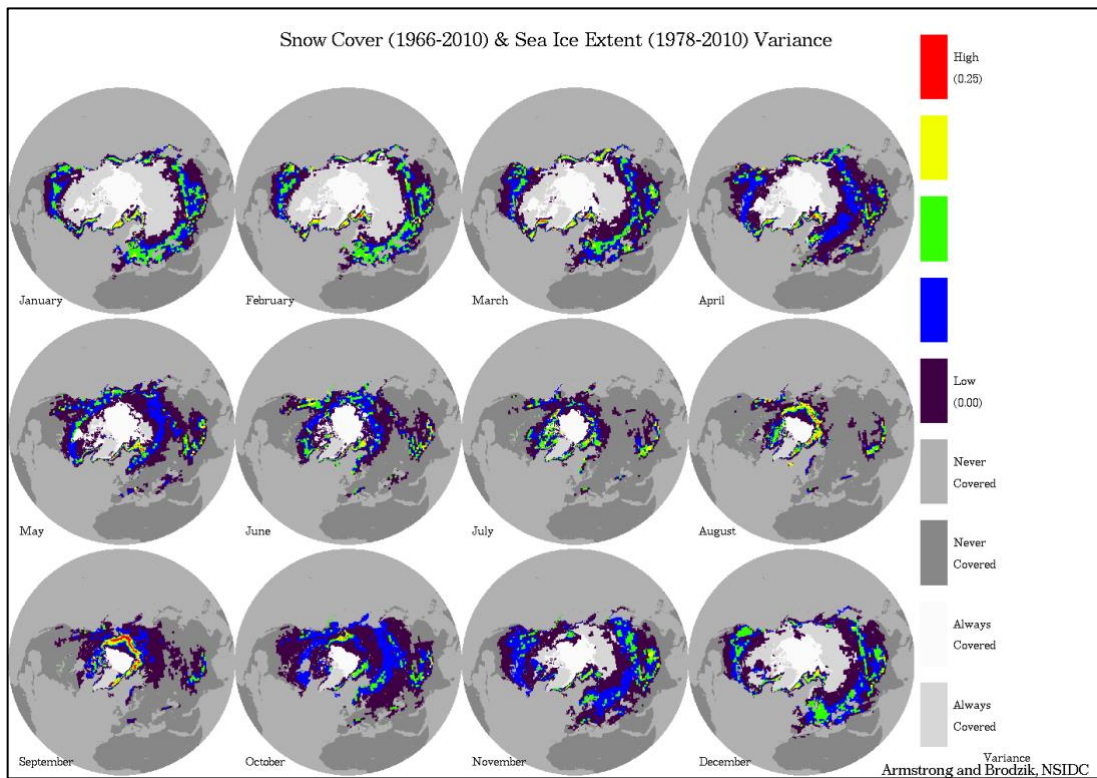 Snow Cover (1966-2010) & Sea Ice Extent (1978-2010) Variance
High
(0.25)
January
February
March
April
Low
(0.00)
Never
Covered
May
June
July
August
Never
Covered
Always
Covered
Always
Covered
September
October
November
December
Variance
Armstrong and Brodzik, NSIDC